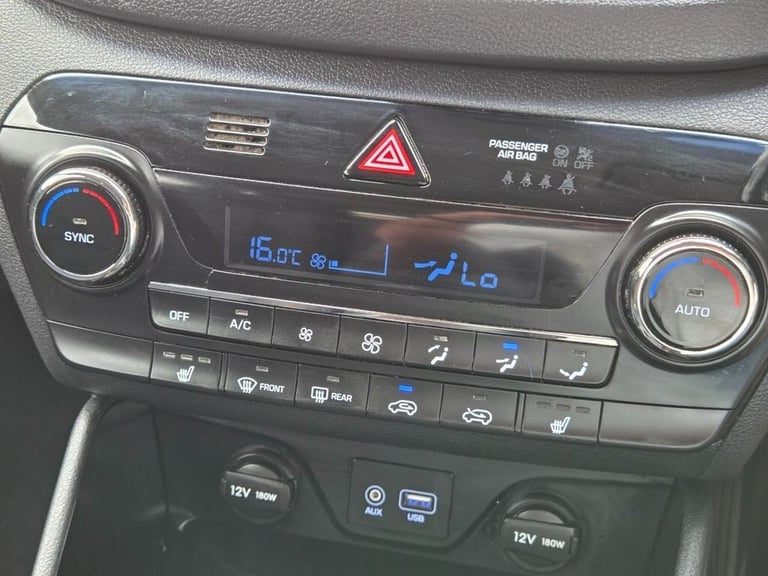 PASSENGER
AIR BAG
ON OFF
SYNC
16.0°C
Lo
AUTO
OFF
A/C
FRONT
REAR
12V 180W
AUX
USB
12V 180W